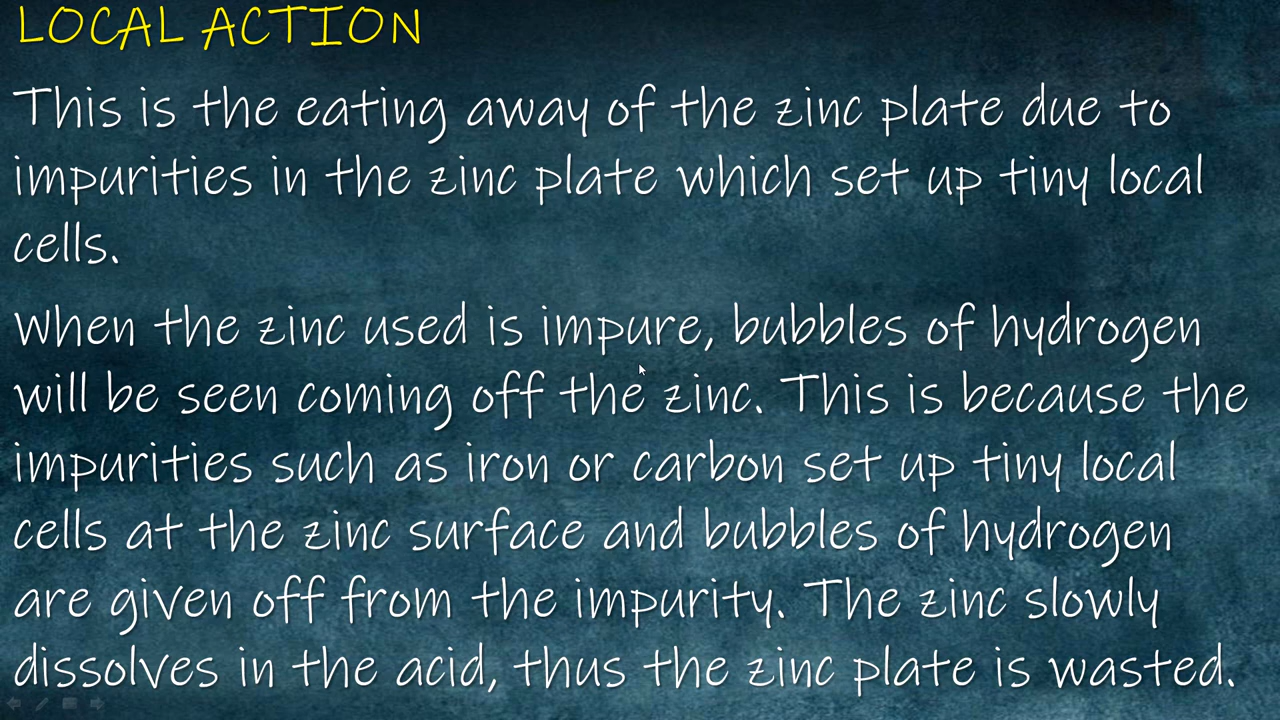 LOCAL ACTION
This is the eating away of the zinc plate due to
impurities in the zinc plate which set up tiny local
cells.
When the zinc used is impure, bubbles of hydrogen
will be seen coming off the zinc. This is because the
impurities such as iron or carbon set up tiny local
cells at the zinc surface and bubbles of hydrogen
are given off from the impurity. The zinc slowly
dissolves in the acid, thus the zinc plate is wasted.